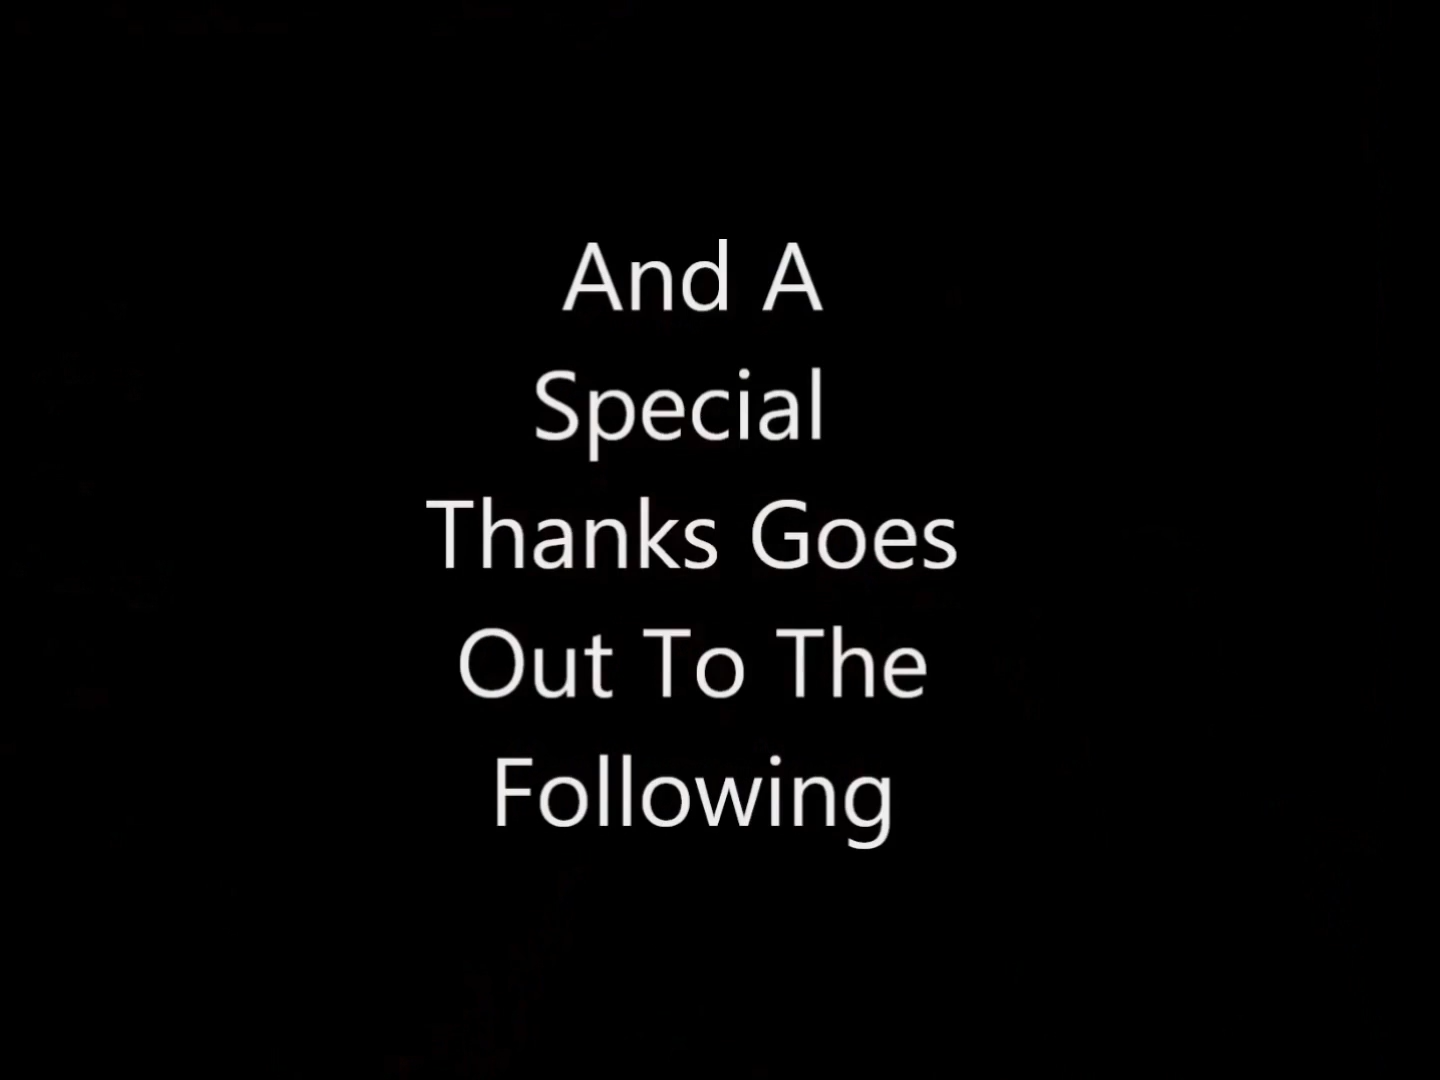 And A
Special
Thanks Goes
Out To The
Following